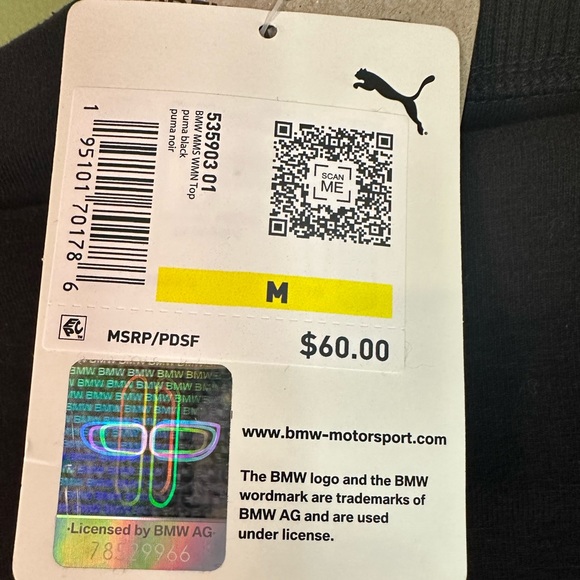 535903 01
BMW MMS WMN Top
puma black
puma noir
1 95101 70178 6
SCAN
ME
M
EPC
MSRP/PDSF
$60.00
BMW BMW BMW BMW
·Licensed by BMW AG·
78529966
www.bmw-motorsport.com
The BMW logo and the BMW
wordmark are trademarks of
BMW AG and are used
under license.